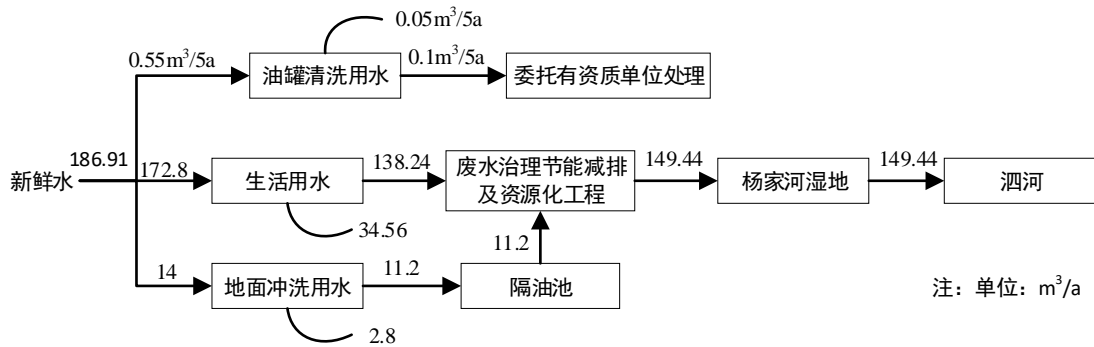 0.05m³/5a
0.55m³/5a
油罐清洗用水
0.1m³/5a
委托有资质单位处理
新鲜水
186.91
172.8
生活用水
138.24
废水治理节能减排
及资源化工程
149.44
杨家河湿地
149.44
泗河
34.56
11.2
14
地面冲洗用水
11.2
隔油池
注：单位：m³/a
2.8